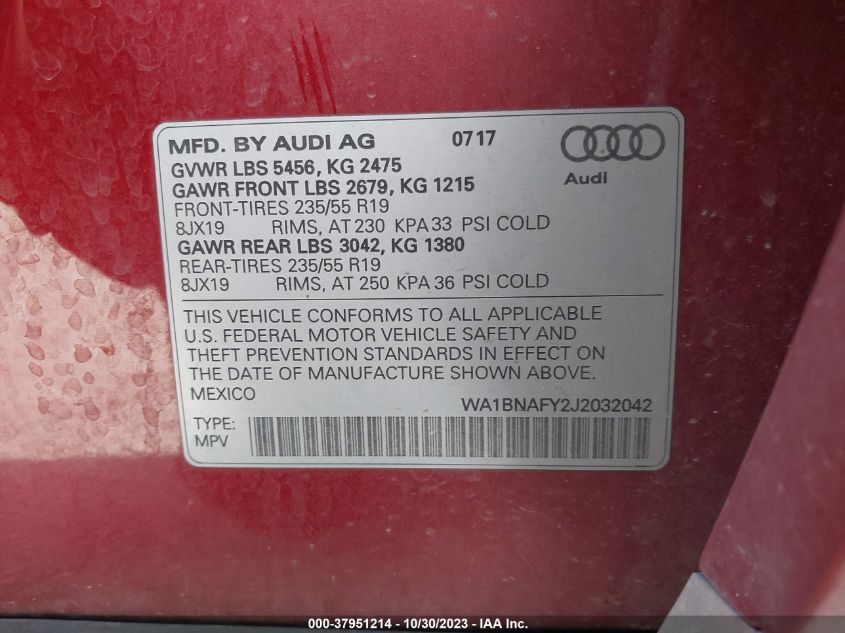 MFD. BY AUDI AG 0717
GVWR LBS 5456, KG 2475
GAWR FRONT LBS 2679, KG 1215
Audi
FRONT-TIRES 235/55 R19
8JX19 RIMS, AT 230 KPA 33 PSI COLD
GAWR REAR LBS 3042, KG 1380
REAR-TIRES 235/55 R19
8JX19 RIMS, AT 250 KPA 36 PSI COLD
THIS VEHICLE CONFORMS TO ALL APPLICABLE
U.S. FEDERAL MOTOR VEHICLE SAFETY AND
THEFT PREVENTION STANDARDS IN EFFECT ON
THE DATE OF MANUFACTURE SHOWN ABOVE.
MEXICO WA1BNAFY2J2032042
TYPE:
MPV
000-37951214 - 10/30/2023 - IAA Inc.